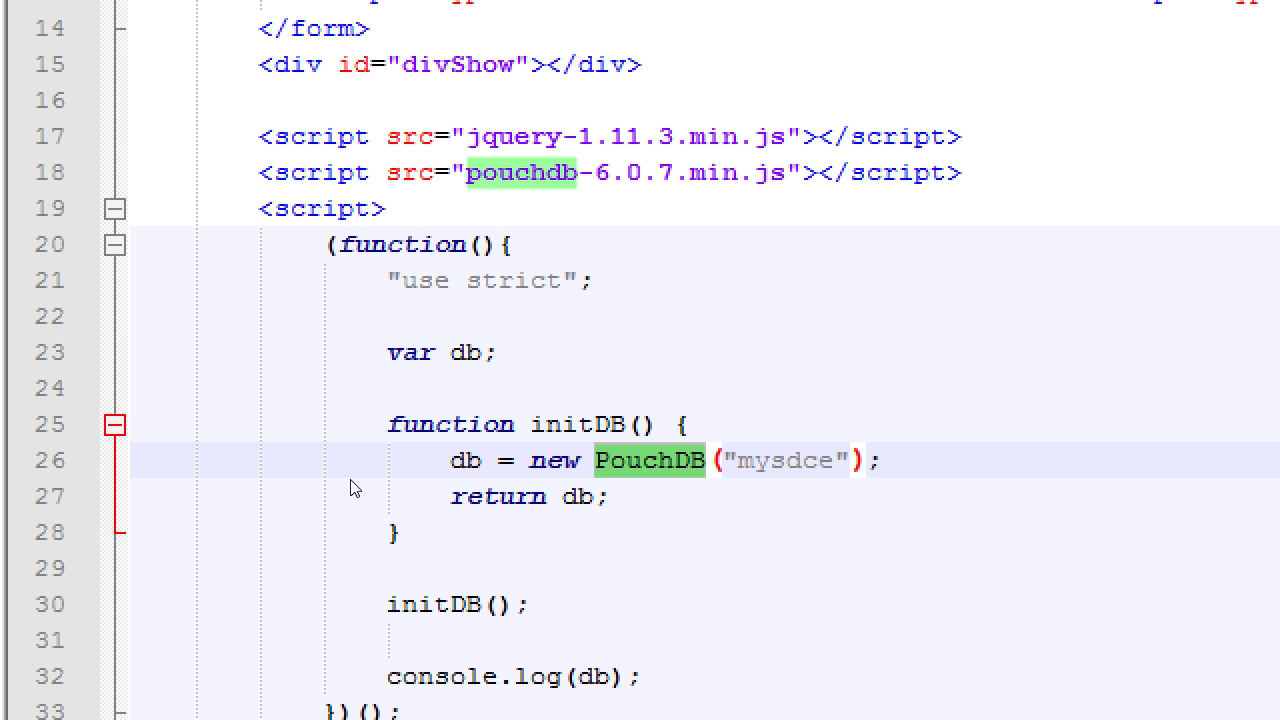 14 </form>
15 <div id="divShow"></div>
16
17 <script src="jquery-1.11.3.min.js"></script>
18 <script src="pouchdb-6.0.7.min.js"></script>
19 <script>
20 (function(){
21 "use strict";
22
23 var db;
24
25 function initDB() {
26 db = new PouchDB("mysdce");
27 return db;
28 }
29
30 initDB();
31
32 console.log(db);
33 })();